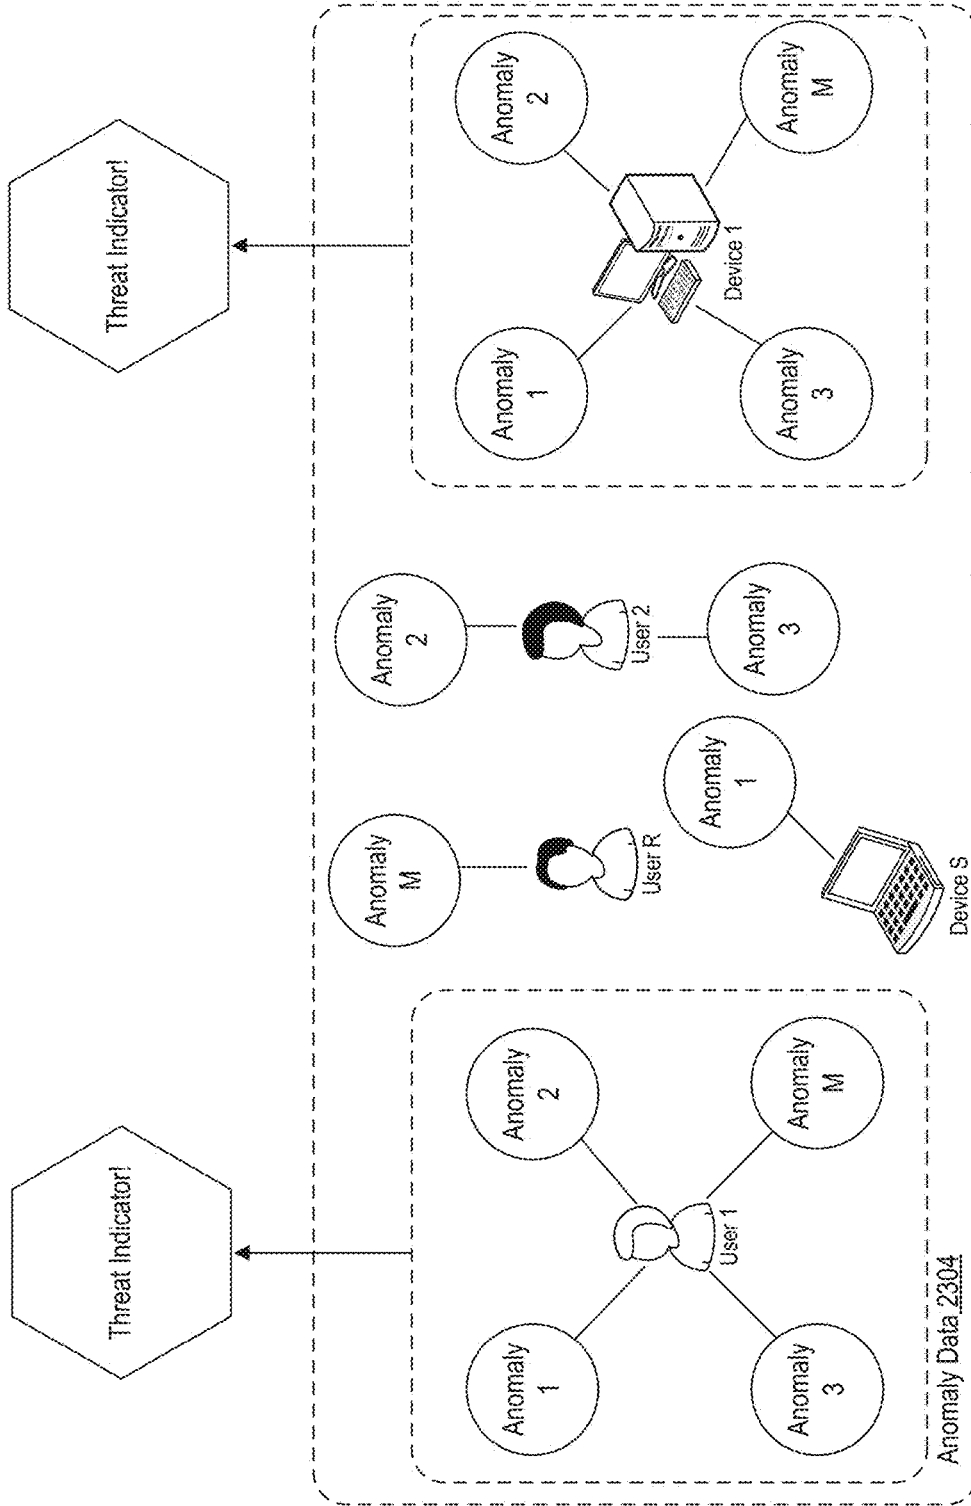 Threat Indicator!
Threat Indicator!
Anomaly
1
Anomaly
2
User 1
Anomaly
3
Anomaly
M
Anomaly
M
User R
Anomaly
1
Device S
Anomaly
2
User 2
Anomaly
3
Anomaly
1
Anomaly
2
Device 1
Anomaly
3
Anomaly
M
Anomaly Data 2304